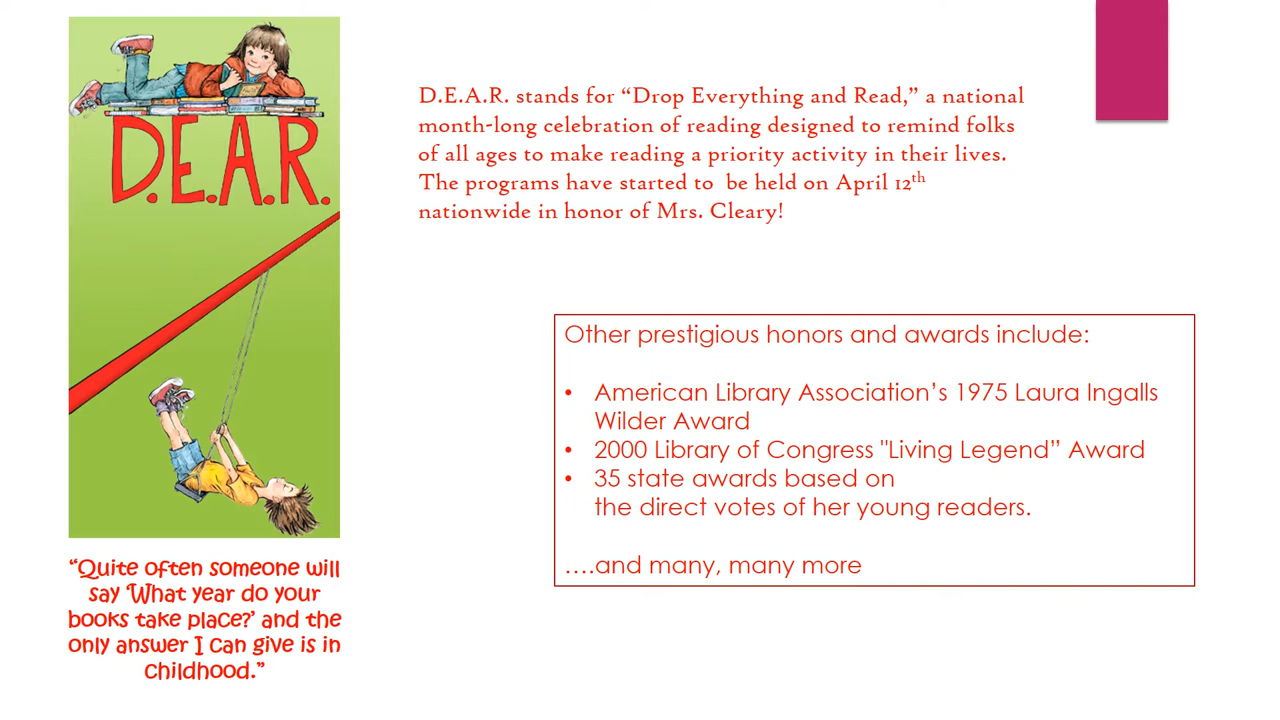 D.E.A.R.
D.E.A.R. stands for “Drop Everything and Read,” a national
month-long celebration of reading designed to remind folks
of all ages to make reading a priority activity in their lives.
The programs have started to  be held on April 12th
nationwide in honor of Mrs. Cleary!
Other prestigious honors and awards include:
• American Library Association’s 1975 Laura Ingalls
Wilder Award
• 2000 Library of Congress "Living Legend” Award
• 35 state awards based on
the direct votes of her young readers.
….and many, many more
“Quite often someone will
say ‘What year do your
books take place?’ and the
only answer I can give is in
childhood.”